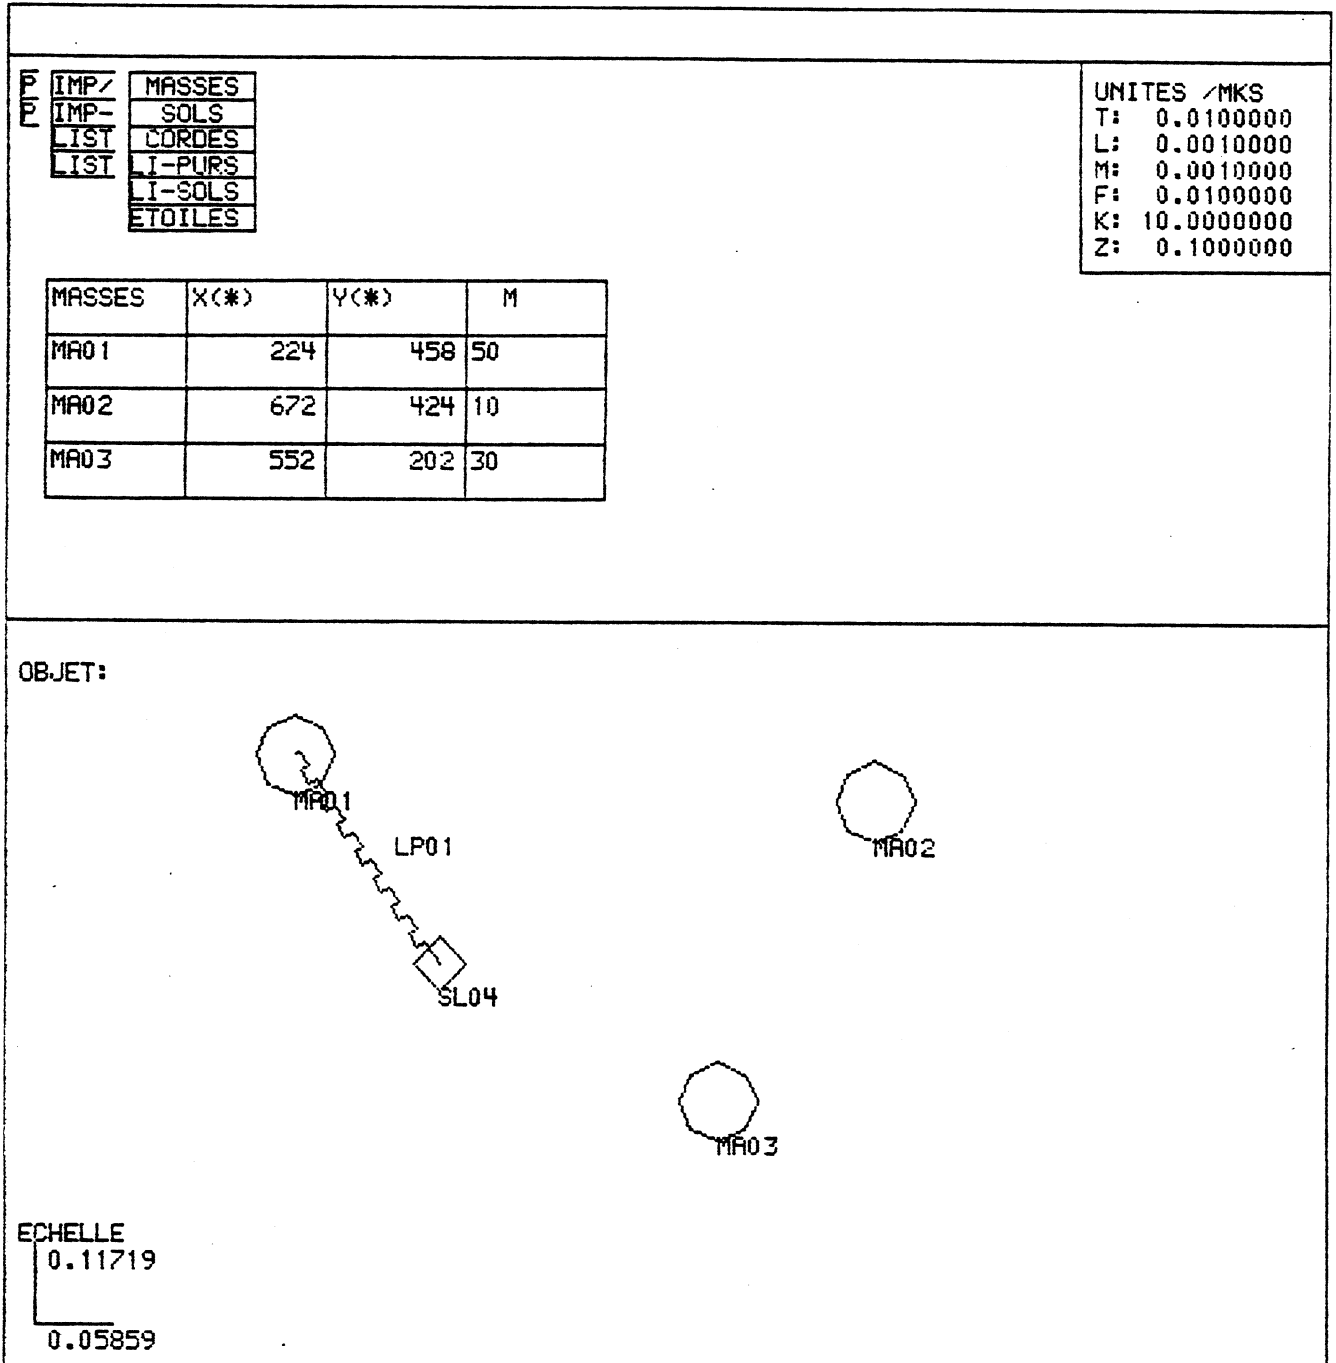 P IMP/ MASSES
P IMP- SOLS
LIST CORDES
LIST LI-PURS
LI-SOLS
ETOILES
UNITES /MKS
T: 0.0100000
L: 0.0010000
M: 0.0010000
F: 0.0100000
K: 10.0000000
Z: 0.1000000
MASSES X(*) Y(*) M
MA01 224 458 50
MA02 672 424 10
MA03 552 202 30
OBJET:
MA01
LP01
MA02
SL04
MA03
ECHELLE
0.11719
0.05859